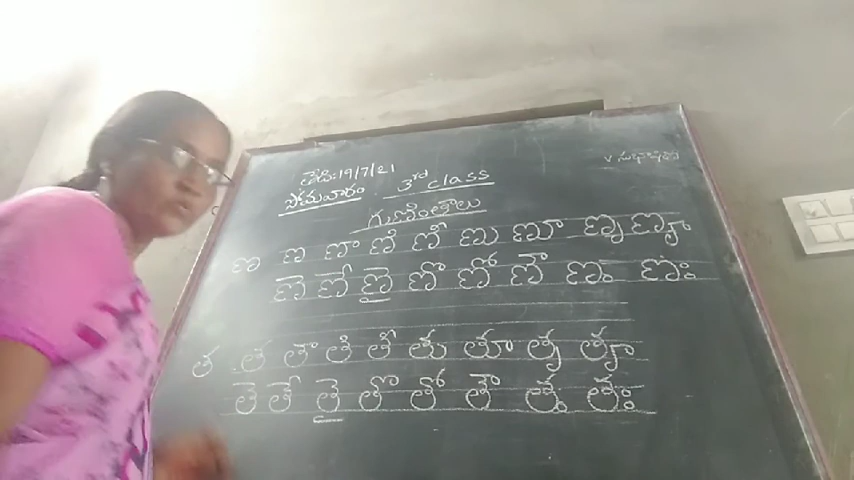 తేది:19/7/21
సోమవారం 3rd class
గుణింతాలు
ణ ణ ణా ణి ణీ ణు ణూ ణృ ణౄ
ణె ణే ణై ణొ ణో ణౌ ణం ణః
త త తా తి తీ తు తూ తృ తౄ
తె తే తై తొ తో తౌ తం తః